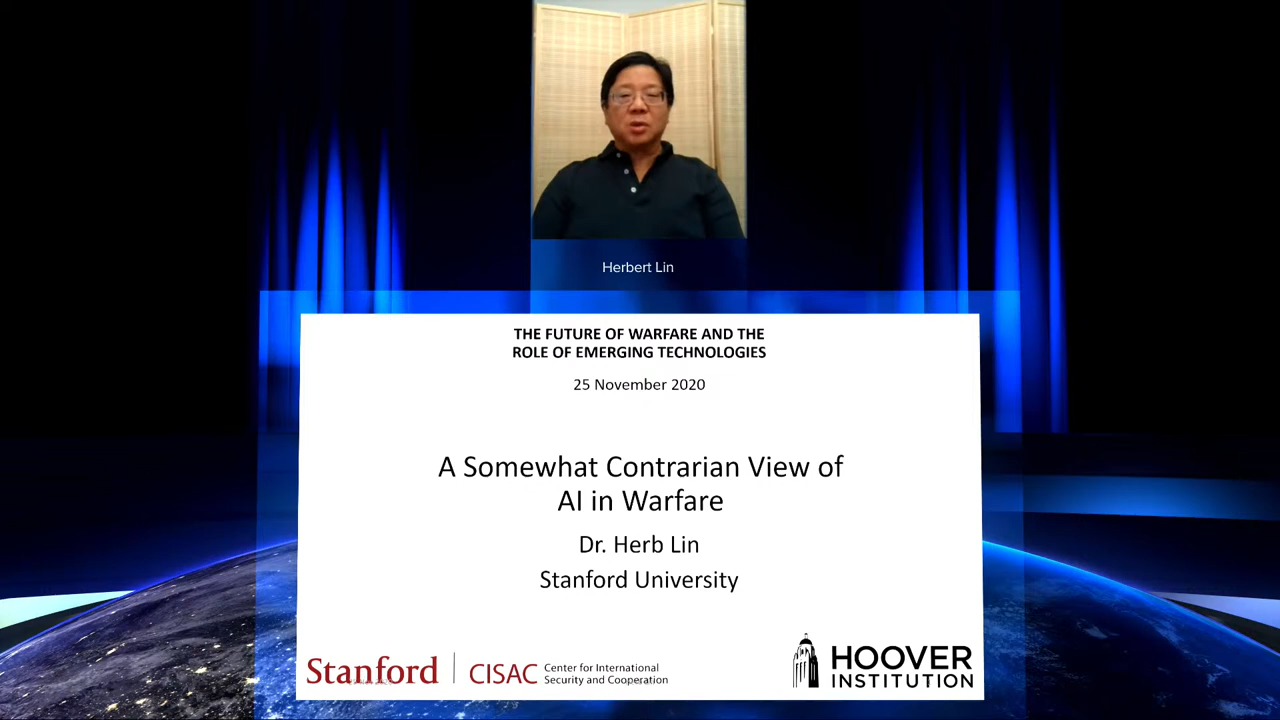 Herbert Lin
THE FUTURE OF WARFARE AND THE
ROLE OF EMERGING TECHNOLOGIES
25 November 2020
A Somewhat Contrarian View of
AI in Warfare
Dr. Herb Lin
Stanford University
Stanford
CISAC
Center for International
Security and Cooperation
HOOVER
INSTITUTION